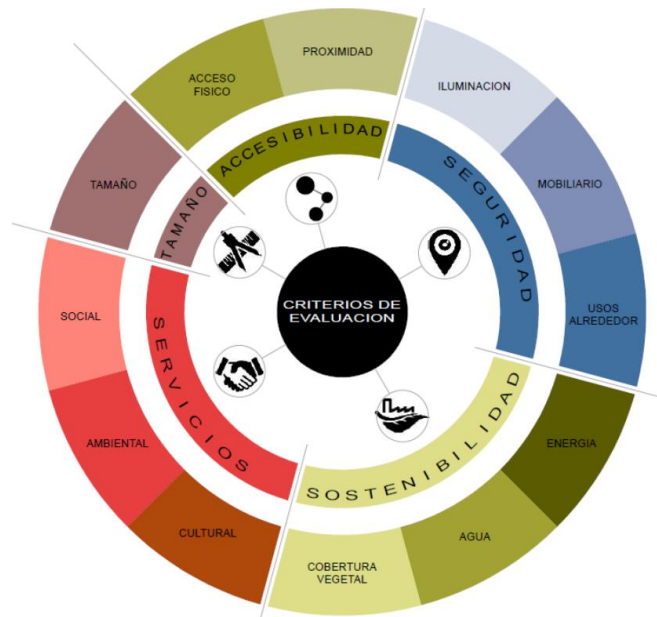 PROXIMIDAD
ACCESO
FISICO
ILUMINACION
ACCESIBILIDAD
TAMAÑO
TAMAÑO
SEGURIDAD
MOBILIARIO
CRITERIOS DE
EVALUACION
SOCIAL
USOS
ALREDEDOR
SERVICIOS
SOSTENIBILIDAD
AMBIENTAL
ENERGIA
CULTURAL
AGUA
COBERTURA
VEGETAL